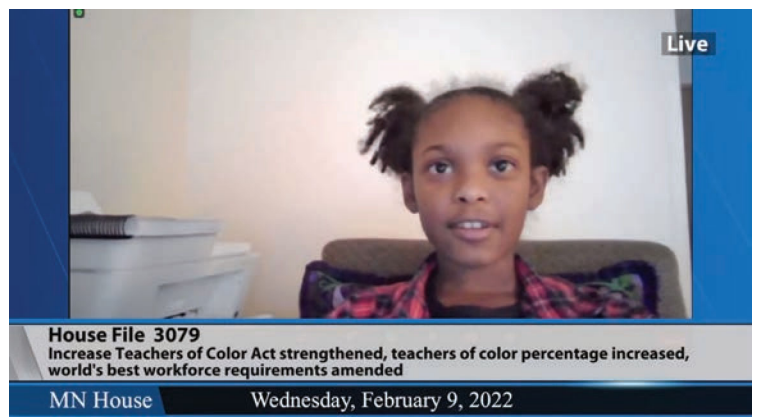 Live
House File 3079
Increase Teachers of Color Act strengthened, teachers of color percentage increased,
world's best workforce requirements amended
MN House Wednesday, February 9, 2022